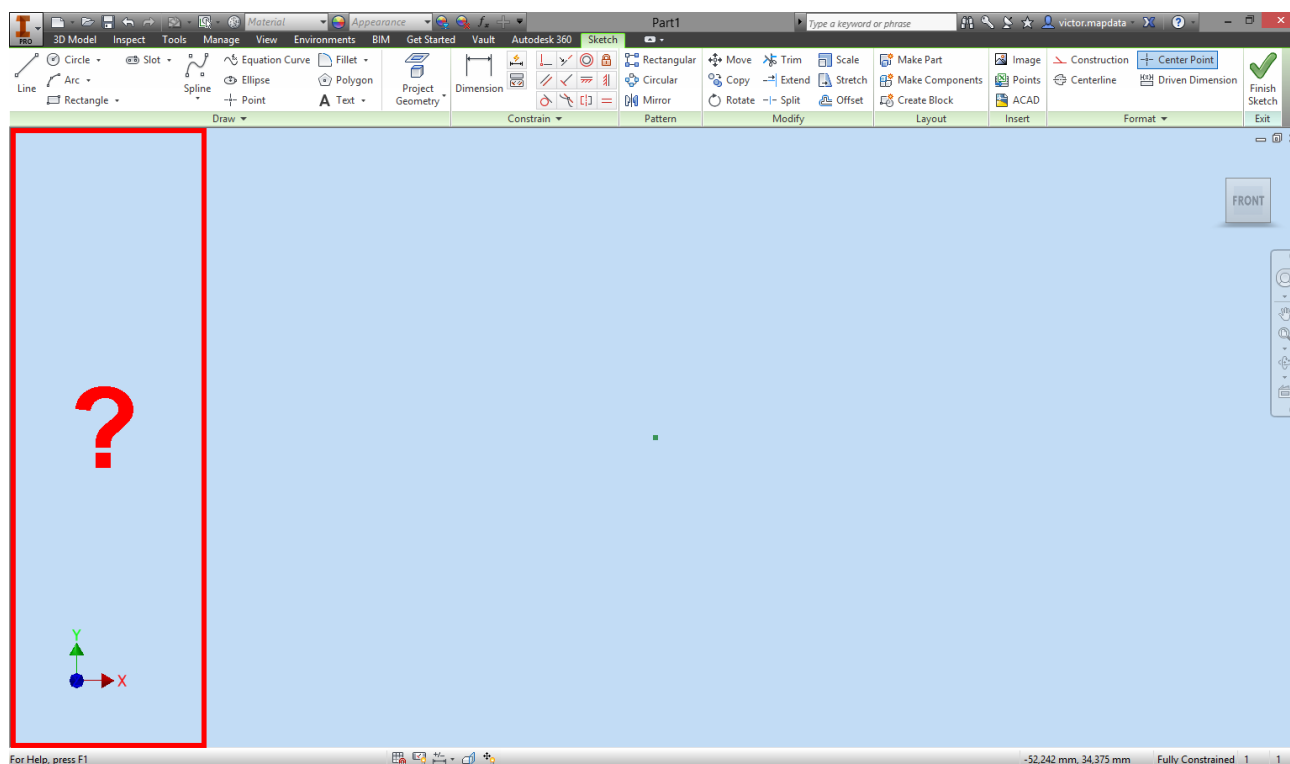 Material Appearance Part1 Type a keyword or phrase victor.mapdata
PRO 3D Model Inspect Tools Manage View Environments BIM Get Started Vault Autodesk 360 Sketch
Circle Slot Equation Curve Fillet Rectangular Move Trim Scale Make Part Image Construction Center Point
Line Arc Spline Ellipse Polygon Project Geometry Dimension Circular Copy Extend Stretch Make Components Points Centerline Driven Dimension Finish Sketch
Rectangle Point A Text Mirror Rotate Split Offset Create Block ACAD
Draw Constrain Pattern Modify Layout Insert Format Exit
FRONT
?
Y
X
For Help, press F1 -52,242 mm, 34,375 mm Fully Constrained 1 1